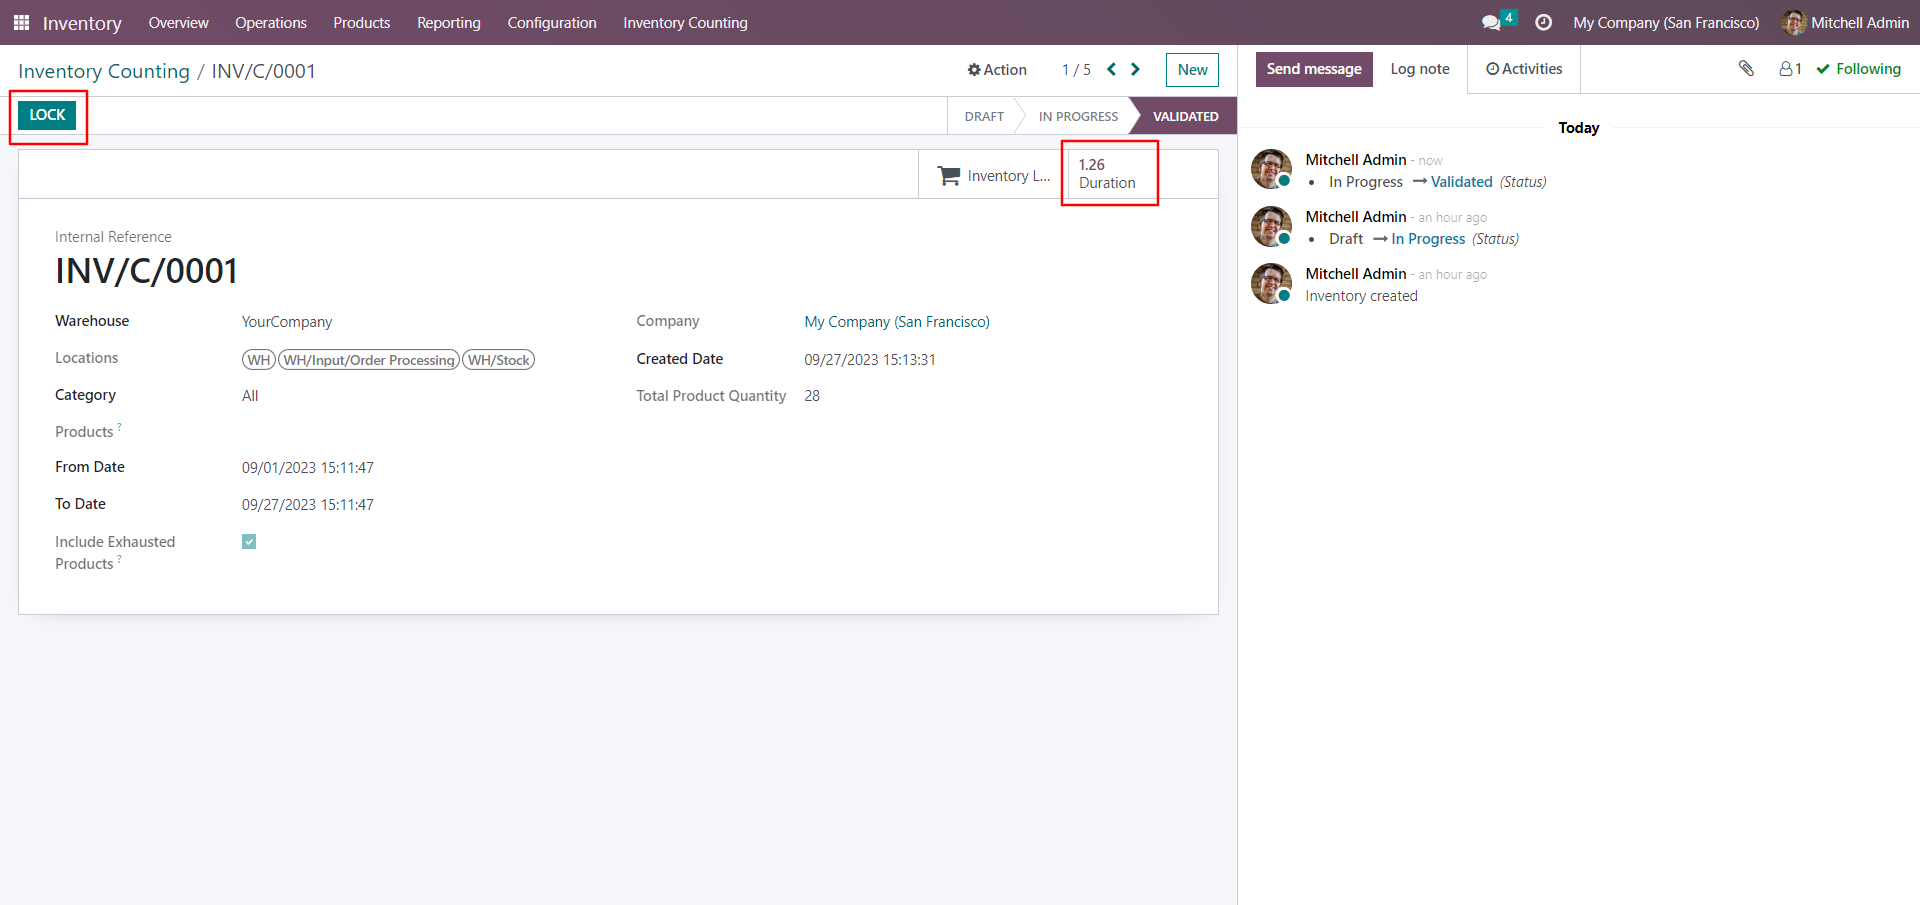 Inventory Overview Operations Products Reporting Configuration Inventory Counting 4 My Company (San Francisco) Mitchell Admin
Inventory Counting / INV/C/0001 Action 1 / 5 New
LOCK DRAFT IN PROGRESS VALIDATED
Inventory L... 1.26
Duration
Internal Reference
INV/C/0001
Warehouse YourCompany Company My Company (San Francisco)
Locations WH WH/Input/Order Processing WH/Stock Created Date 09/27/2023 15:13:31
Category All Total Product Quantity 28
Products ?
From Date 09/01/2023 15:11:47
To Date 09/27/2023 15:11:47
Include Exhausted
Products ?
Send message Log note Activities 1 Following
Today
Mitchell Admin - now
• In Progress → Validated (Status)
Mitchell Admin - an hour ago
• Draft → In Progress (Status)
Mitchell Admin - an hour ago
Inventory created